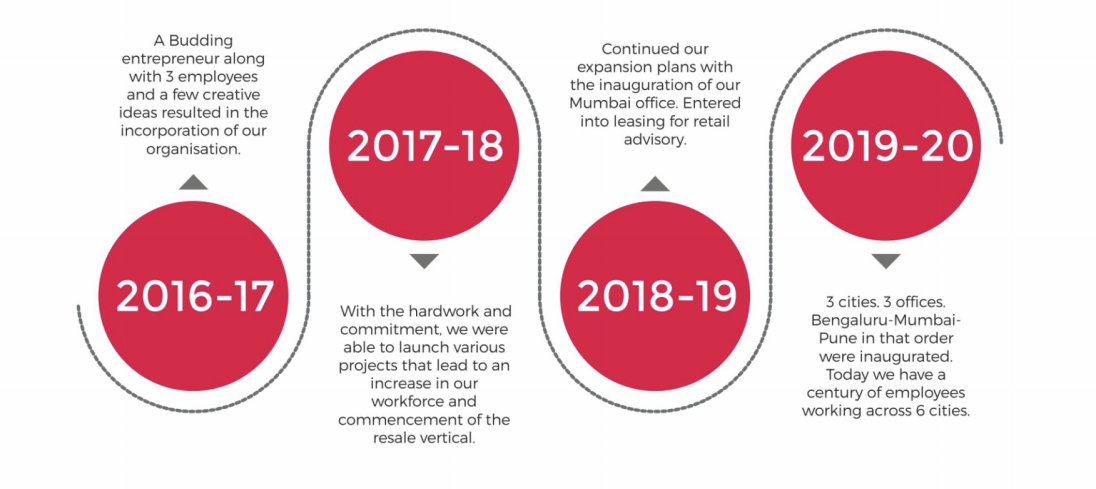 A Budding
entrepreneur along
with 3 employees
and a few creative
ideas resulted in the
incorporation of our
organisation.
2016-17
2017-18
With the hardwork and
commitment, we were
able to launch various
projects that lead to an
increase in our
workforce and
commencement of the
resale vertical.
Continued our
expansion plans with
the inauguration of our
Mumbai office. Entered
into leasing for retail
advisory.
2018-19
2019-20
3 cities. 3 offices.
Bengaluru-Mumbai-
Pune in that order
were inaugurated.
Today we have a
century of employees
working across 6 cities.